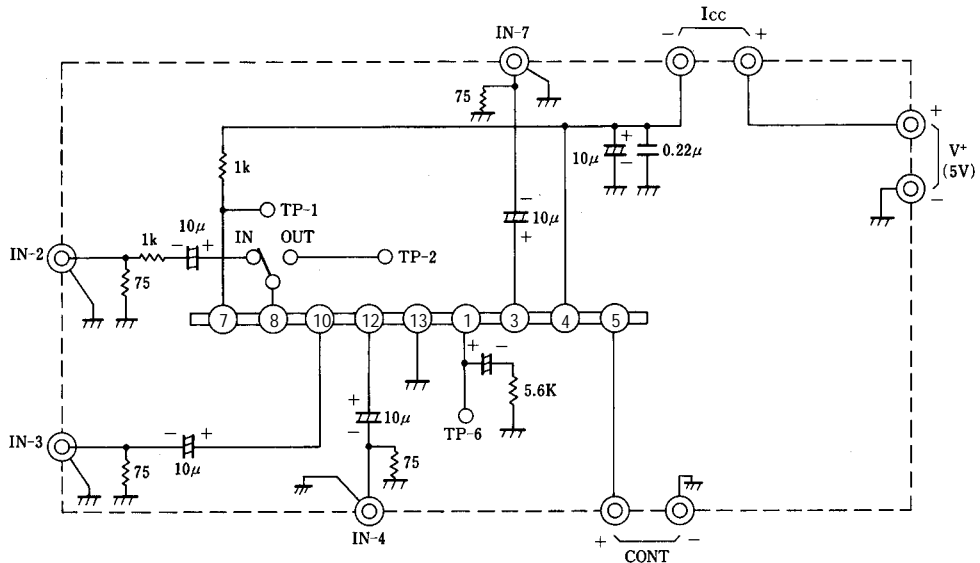 Icc
− +
IN-7
75
+
V⁺
(5V)
−
1k
10μ + −
0.22μ
TP-1
10μ
− +
IN OUT
− 10μ +
IN-2
1k
TP-2
75
7 8 10 12 13 1 3 4 5
+ −
5.6K
+ 10μ −
TP-6
IN-3
− +
10μ
75
75
IN-4
+ −
CONT